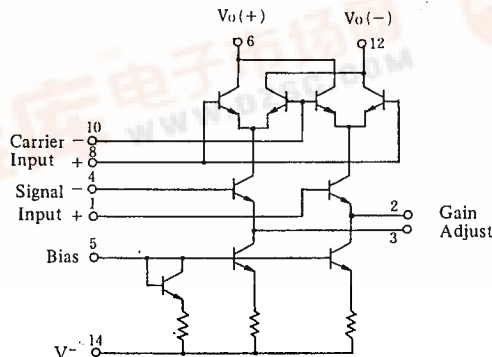 Vo(+) Vo(-)
6 12
10
Carrier -
8
Input +
4
Signal -
1
Input +
2
Gain
3
Adjust
5
Bias
14
V-